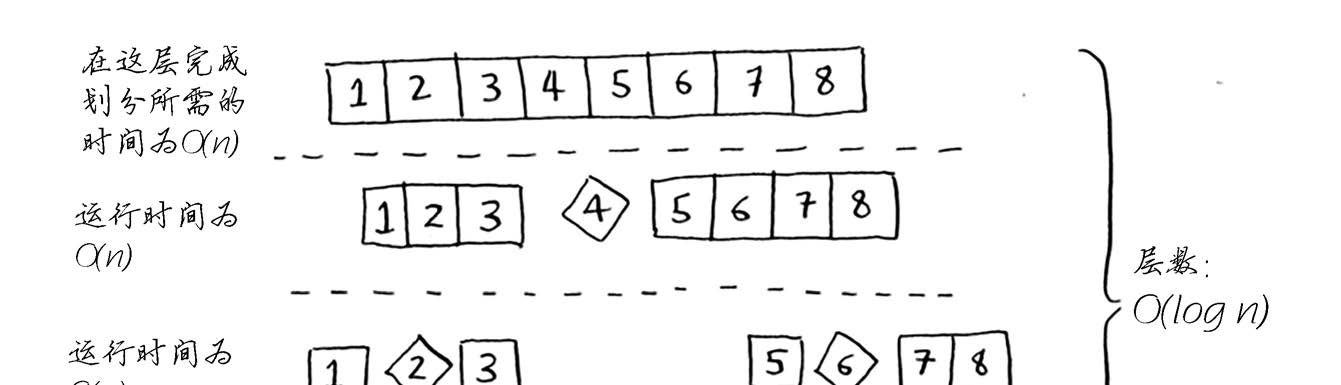 在这层完成
划分所需的
时间为O(n)
1 2 3 4 5 6 7 8
运行时间为
O(n)
1 2 3 4 5 6 7 8
层数:
O(log n)
运行时间为
1 2 3 5 6 7 8